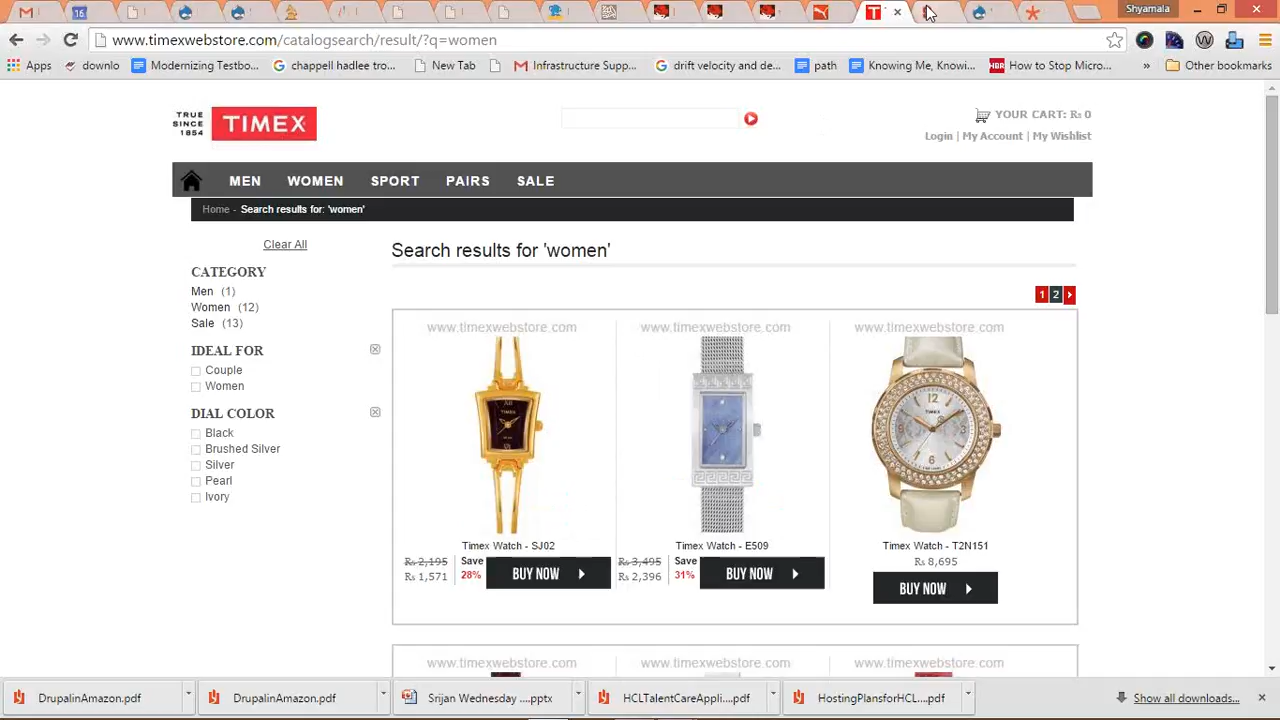 Shyamala
www.timexwebstore.com/catalogsearch/result/?q=women
Apps downlo Modernizing Testbo... chappell hadlee tro... New Tab Infrastructure Supp... drift velocity and de... path Knowing Me, Knowi... HBR How to Stop Micro... » Other bookmarks
TRUE SINCE 1854 TIMEX
YOUR CART: Rs 0
Login | My Account | My Wishlist
MEN WOMEN SPORT PAIRS SALE
Home - Search results for: 'women'
Clear All
CATEGORY
Men (1)
Women (12)
Sale (13)
IDEAL FOR
Couple
Women
DIAL COLOR
Black
Brushed Silver
Silver
Pearl
Ivory
Search results for 'women'
1 2
www.timexwebstore.com www.timexwebstore.com www.timexwebstore.com
Timex Watch - SJ02
Rs 2,195
Rs 1,571
Save
28%
BUY NOW
Timex Watch - E509
Rs 3,495
Rs 2,396
Save
31%
BUY NOW
Timex Watch - T2N151
Rs 8,695
BUY NOW
www.timexwebstore.com www.timexwebstore.com www.timexwebstore.com
DrupalinAmazon.pdf DrupalinAmazon.pdf Srijan Wednesday ....pptx HCLTalentCareAppli....pdf HostingPlansforHCL....pdf Show all downloads...